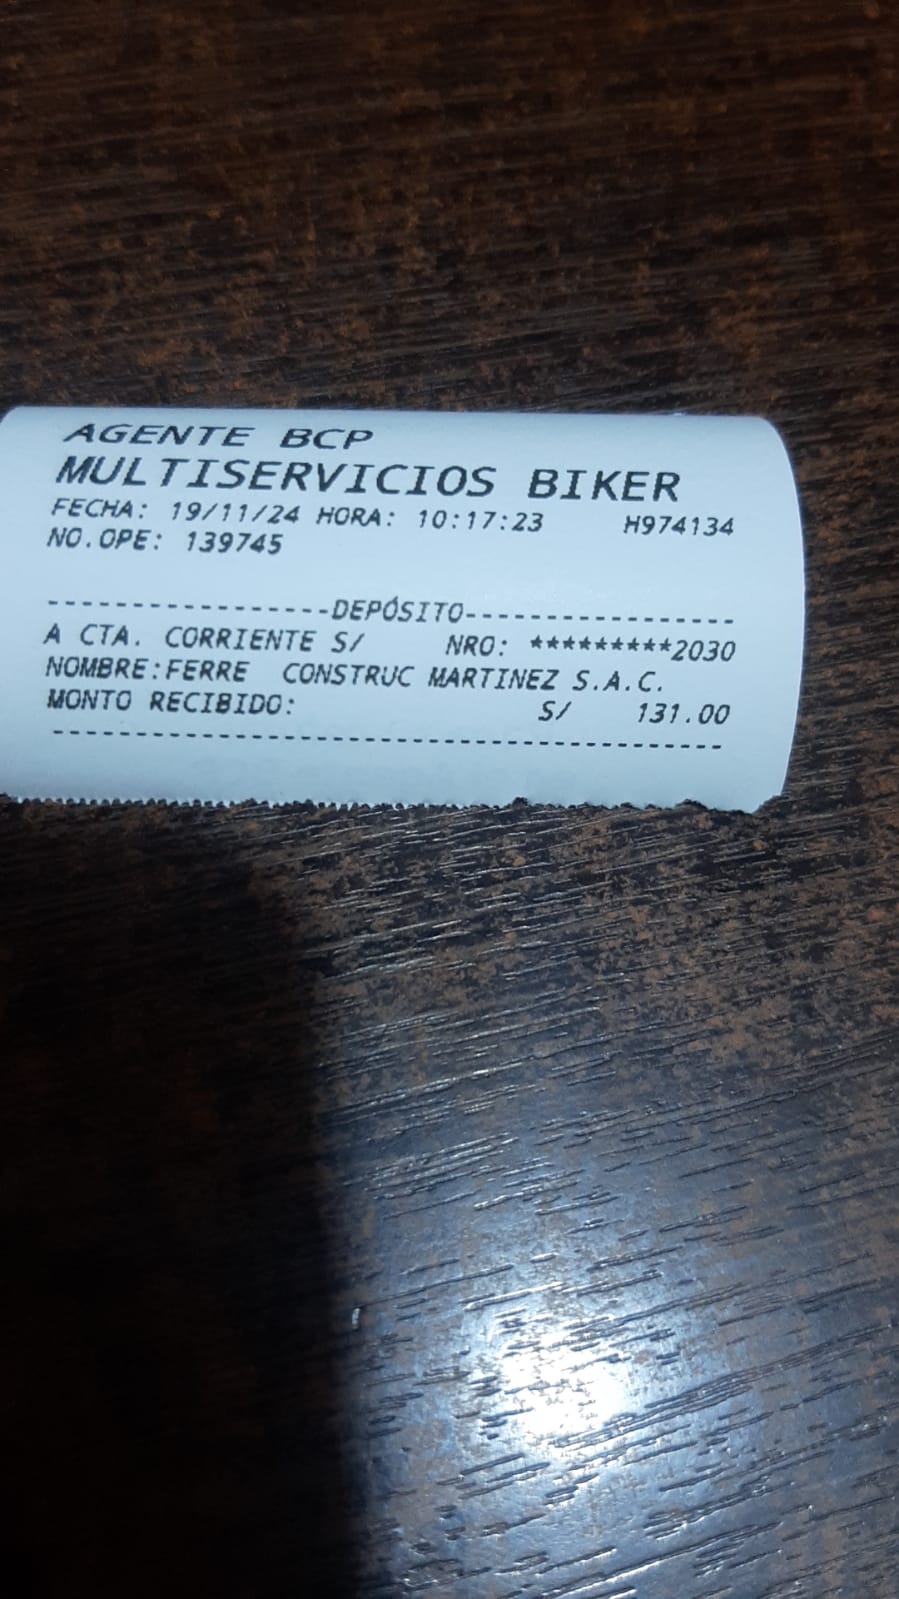 AGENTE BCP
MULTISERVICIOS BIKER
FECHA: 19/11/24 HORA: 10:17:23 H974134
NO.OPE: 139745
------------------DEPÓSITO-----------------
A CTA. CORRIENTE S/ NRO: *********2030
NOMBRE:FERRE CONSTRUC MARTINEZ S.A.C.
MONTO RECIBIDO: S/ 131.00
-----------------------------------------------